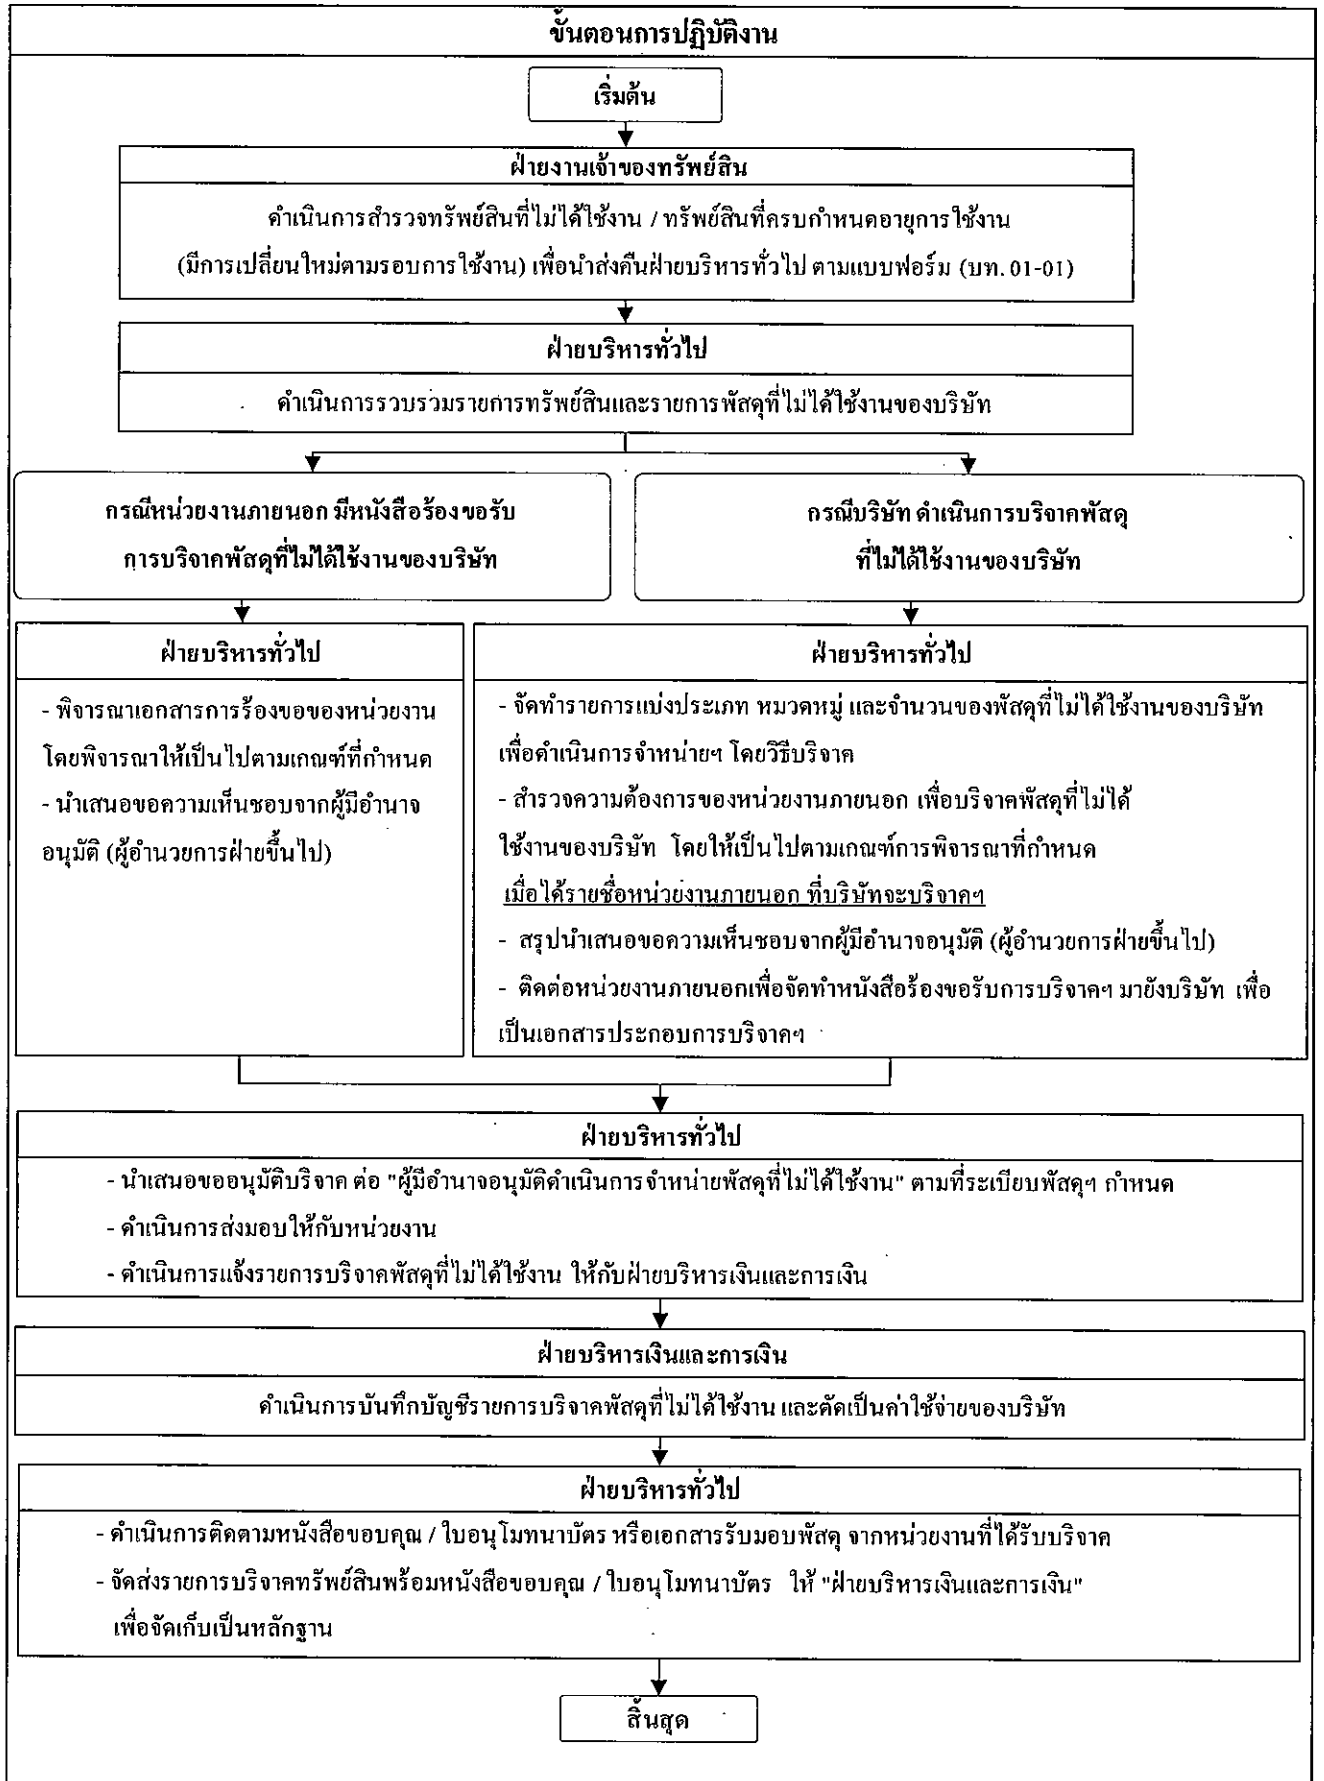 ขั้นตอนการปฏิบัติงาน
เริ่มต้น
ฝ่ายงานเจ้าของทรัพย์สิน
ดำเนินการสำรวจทรัพย์สินที่ไม่ได้ใช้งาน / ทรัพย์สินที่ครบกำหนดอายุการใช้งาน
(มีการเปลี่ยนใหม่ตามรอบการใช้งาน) เพื่อนำส่งคืนฝ่ายบริหารทั่วไป ตามแบบฟอร์ม (บท. 01-01)
ฝ่ายบริหารทั่วไป
ดำเนินการรวบรวมรายการทรัพย์สินและรายการพัสดุที่ไม่ได้ใช้งานของบริษัท
กรณีหน่วยงานภายนอก มีหนังสือร้องขอรับ
การบริจาคพัสดุที่ไม่ได้ใช้งานของบริษัท
กรณีบริษัท ดำเนินการบริจาคพัสดุ
ที่ไม่ได้ใช้งานของบริษัท
ฝ่ายบริหารทั่วไป
- พิจารณาเอกสารการร้องขอของหน่วยงาน
โดยพิจารณาให้เป็นไปตามเกณฑ์ที่กำหนด
- นำเสนอขอความเห็นชอบจากผู้มีอำนาจ
อนุมัติ (ผู้อำนวยการฝ่ายขึ้นไป)
ฝ่ายบริหารทั่วไป
- จัดทำรายการแบ่งประเภท หมวดหมู่ และจำนวนของพัสดุที่ไม่ได้ใช้งานของบริษัท
เพื่อดำเนินการจำหน่ายฯ โดยวิธีบริจาค
- สำรวจความต้องการของหน่วยงานภายนอก เพื่อบริจาคพัสดุที่ไม่ได้
ใช้งานของบริษัท โดยให้เป็นไปตามเกณฑ์การพิจารณาที่กำหนด
เมื่อได้รายชื่อหน่วยงานภายนอก ที่บริษัทจะบริจาคฯ
- สรุปนำเสนอขอความเห็นชอบจากผู้มีอำนาจอนุมัติ (ผู้อำนวยการฝ่ายขึ้นไป)
- ติดต่อหน่วยงานภายนอกเพื่อจัดทำหนังสือร้องขอรับการบริจาคฯ มายังบริษัท เพื่อ
เป็นเอกสารประกอบการบริจาคฯ
ฝ่ายบริหารทั่วไป
- นำเสนอขออนุมัติบริจาค ต่อ "ผู้มีอำนาจอนุมัติดำเนินการจำหน่ายพัสดุที่ไม่ได้ใช้งาน" ตามที่ระเบียบพัสดุฯ กำหนด
- ดำเนินการส่งมอบให้กับหน่วยงาน
- ดำเนินการแจ้งรายการบริจาคพัสดุที่ไม่ได้ใช้งาน ให้กับฝ่ายบริหารเงินและการเงิน
ฝ่ายบริหารเงินและการเงิน
ดำเนินการบันทึกบัญชีรายการบริจาคพัสดุที่ไม่ได้ใช้งาน และตัดเป็นค่าใช้จ่ายของบริษัท
ฝ่ายบริหารทั่วไป
- ดำเนินการติดตามหนังสือขอบคุณ / ใบอนุโมทนาบัตร หรือเอกสารรับมอบพัสดุ จากหน่วยงานที่ได้รับบริจาค
- จัดส่งรายการบริจาคทรัพย์สินพร้อมหนังสือขอบคุณ / ใบอนุโมทนาบัตร ให้ "ฝ่ายบริหารเงินและการเงิน"
เพื่อจัดเก็บเป็นหลักฐาน
สิ้นสุด